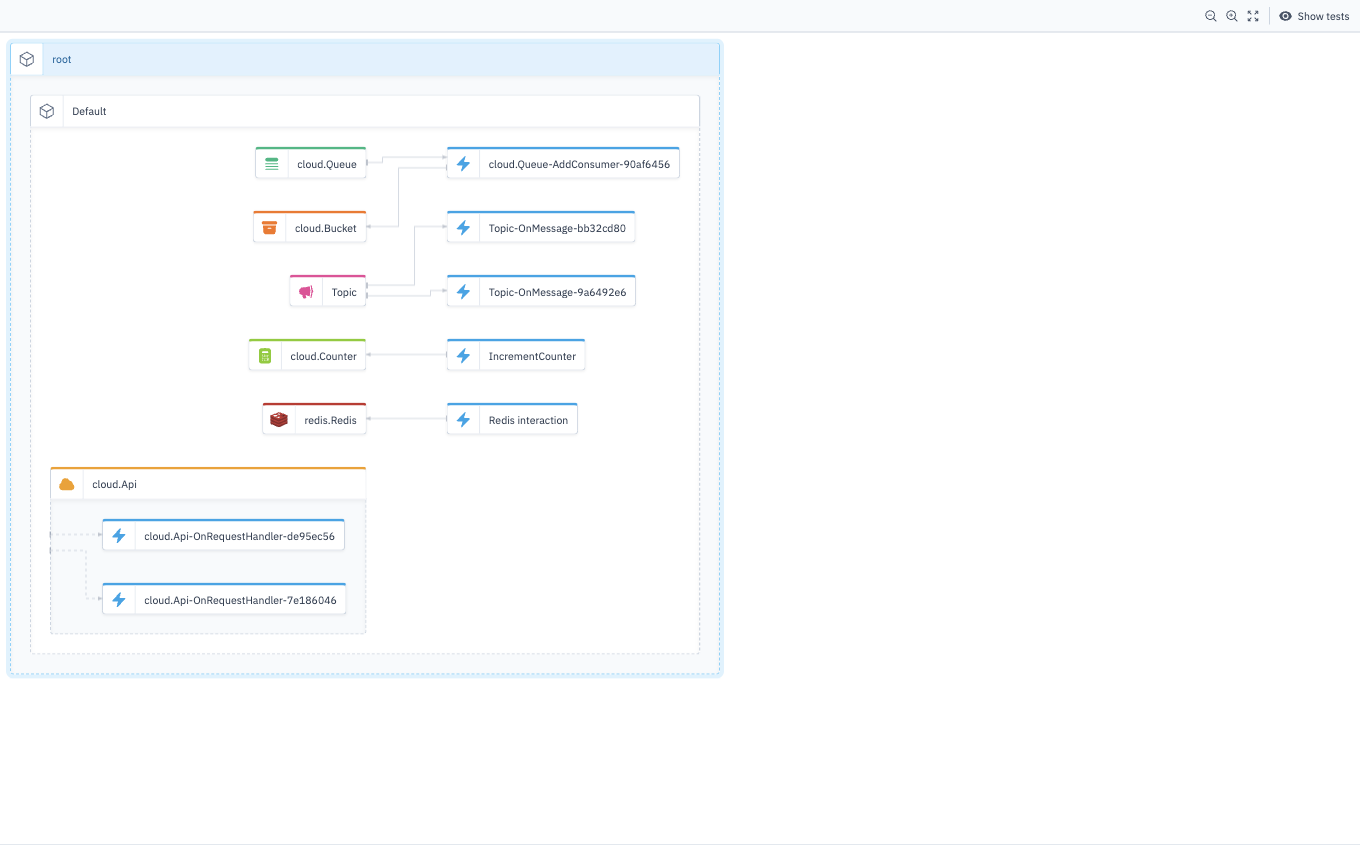 Show tests
root
Default
cloud.Queue
cloud.Queue-AddConsumer-90af6456
cloud.Bucket
Topic-OnMessage-bb32cd80
Topic
Topic-OnMessage-9a6492e6
cloud.Counter
IncrementCounter
redis.Redis
Redis interaction
cloud.Api
cloud.Api-OnRequestHandler-de95ec56
cloud.Api-OnRequestHandler-7e186046